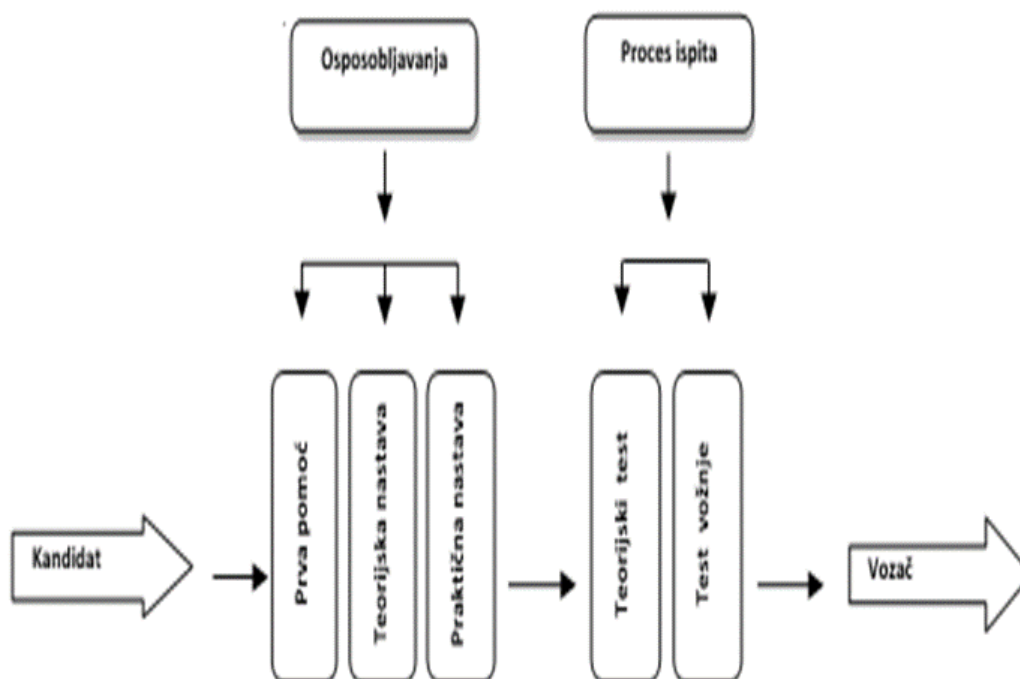 Osposobljavanja
Proces ispita
Kandidat
Prva pomoć
Teorijska nastava
Praktična nastava
Teorijski test
Test vožnje
Vozač